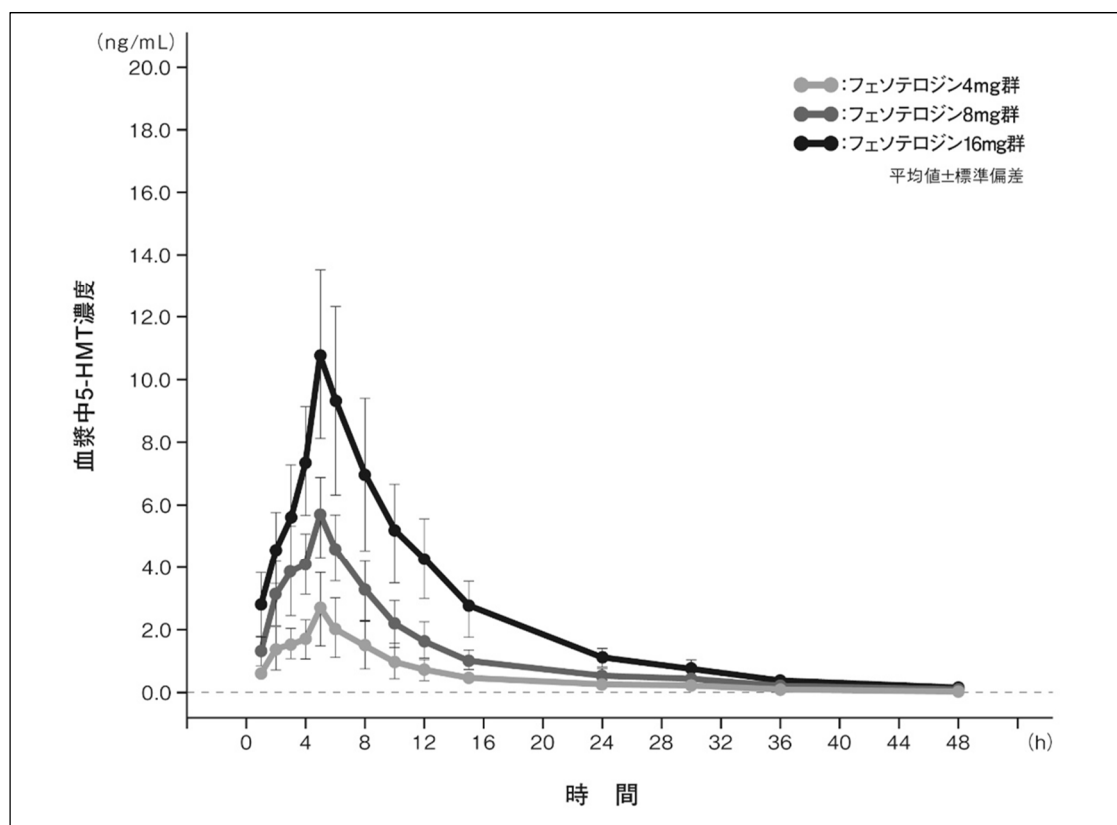 (ng/mL)
20.0
18.0
16.0
14.0
12.0
10.0
8.0
6.0
4.0
2.0
0.0
血漿中5-HMT濃度
:フェソテロジン4mg群
:フェソテロジン8mg群
:フェソテロジン16mg群
平均値±標準偏差
0 4 8 12 16 20 24 28 32 36 40 44 48 (h)
時 間